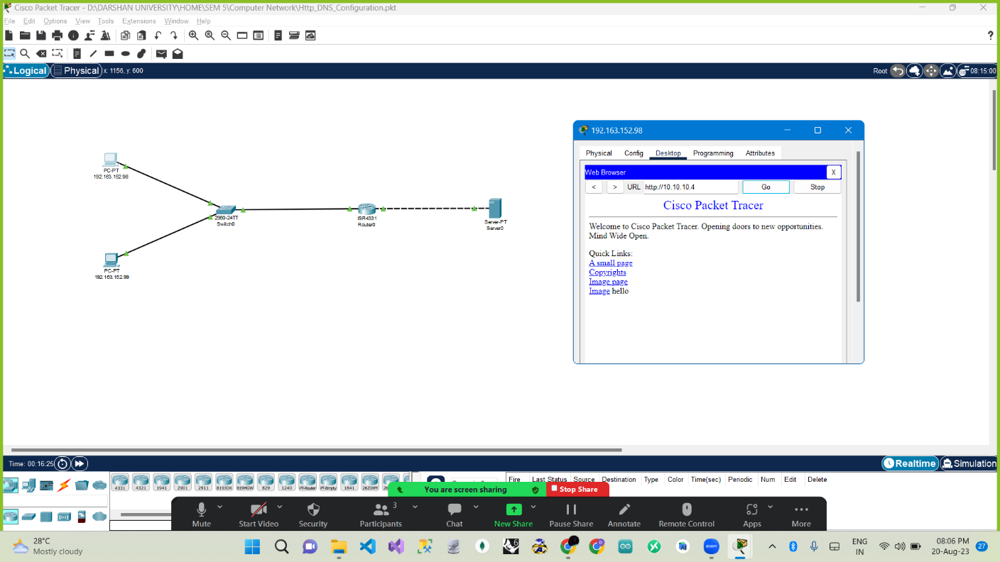 Cisco Packet Tracer - D:\DARSHAN UNIVERSITY\HOME\SEM 5\Computer Network\Http_DNS_Configuration.pkt
File Edit Options View Tools Extensions Window Help
?
Logical Physical x: 1156, y: 600
Root 08:15:00
PC-PT
192.163.152.98
2960-24TT
Switch0
ISR4331
Router0
Server-PT
Server0
PC-PT
192.163.152.99
192.163.152.98
Physical Config Desktop Programming Attributes
Web Browser X
< > URL http://10.10.10.4 Go Stop
Cisco Packet Tracer
Welcome to Cisco Packet Tracer. Opening doors to new opportunities.
Mind Wide Open.
Quick Links:
A small page
Copyrights
Image page
Image hello
Time: 00:16:25
Realtime Simulation
4331 4321 1941 2901 2911 819IOX 819HGW 829 1240 PT-Router PT-Empty 1841 2620XM
Fire Last Status Source Destination Type Color Time(sec) Periodic Num Edit Delete
You are screen sharing Stop Share
3
Mute Start Video Security Participants Chat New Share Pause Share Annotate Remote Control Apps More
28°C
Mostly cloudy
ENG
IN
08:06 PM
20-Aug-23
27